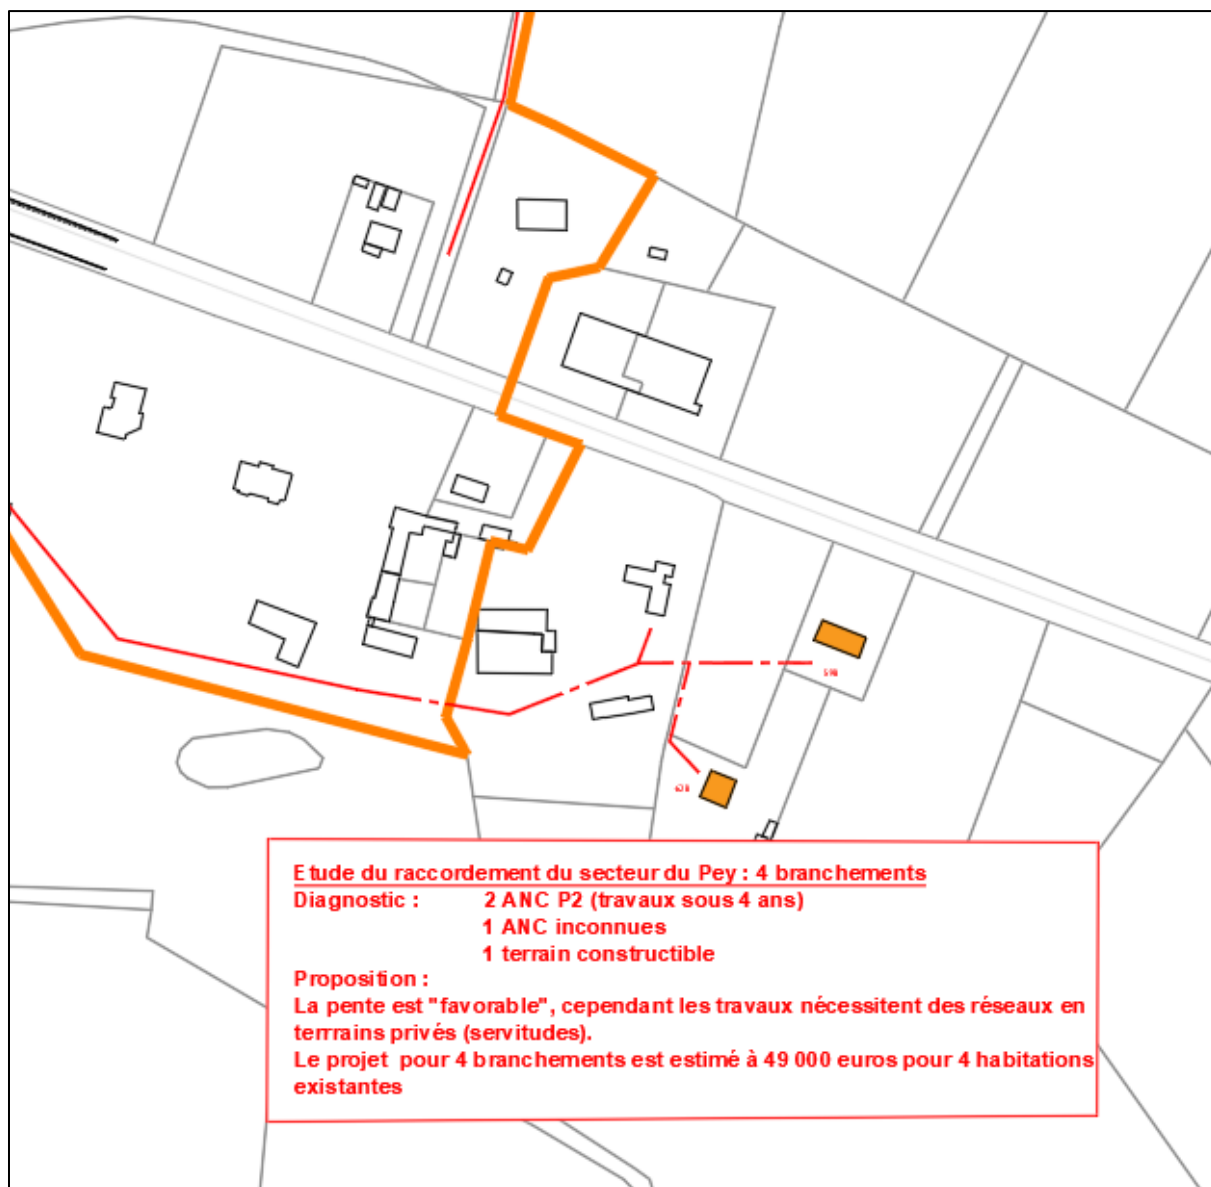 Etude du raccordement du secteur du Pey : 4 branchements
Diagnostic : 2 ANC P2 (travaux sous 4 ans)
1 ANC inconnues
1 terrain constructible
Proposition :
La pente est "favorable", cependant les travaux nécessitent des réseaux en
terrrains privés (servitudes).
Le projet pour 4 branchements est estimé à 49 000 euros pour 4 habitations
existantes